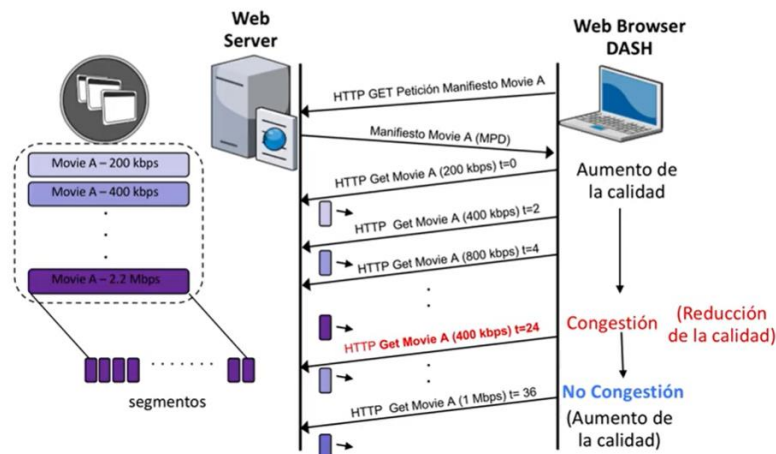 Web
Server
Web Browser
DASH
HTTP GET Petición Manifiesto Movie A
Manifiesto Movie A (MPD)
Movie A – 200 kbps
Movie A – 400 kbps
Movie A – 2.2 Mbps
segmentos
HTTP Get Movie A (200 kbps) t=0
HTTP Get Movie A (400 kbps) t=2
HTTP Get Movie A (800 kbps) t=4
HTTP Get Movie A (400 kbps) t=24
HTTP Get Movie A (1 Mbps) t= 36
Aumento de
la calidad
Congestión
(Reducción
de la calidad)
No Congestión
(Aumento de
la calidad)